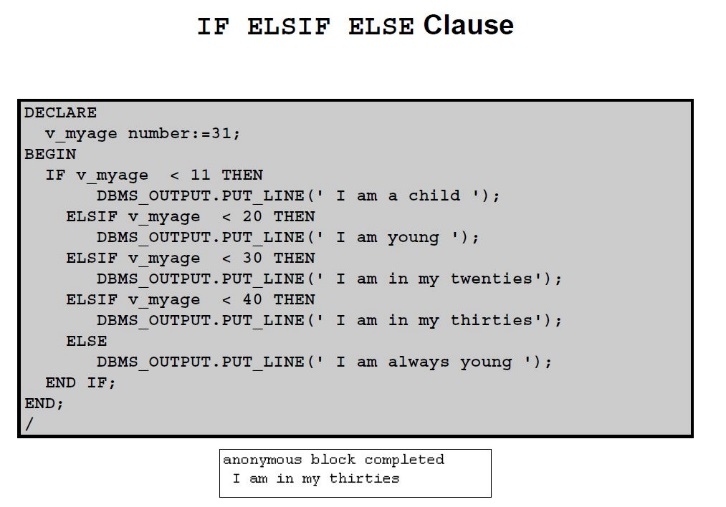 IF ELSIF ELSE Clause
DECLARE
  v_myage number:=31;
BEGIN
  IF v_myage  < 11 THEN
       DBMS_OUTPUT.PUT_LINE(' I am a child ');
    ELSIF v_myage  < 20 THEN
       DBMS_OUTPUT.PUT_LINE(' I am young ');
    ELSIF v_myage  < 30 THEN
       DBMS_OUTPUT.PUT_LINE(' I am in my twenties');
    ELSIF v_myage  < 40 THEN
       DBMS_OUTPUT.PUT_LINE(' I am in my thirties');
    ELSE
       DBMS_OUTPUT.PUT_LINE(' I am always young ');
  END IF;
END;
/
anonymous block completed
 I am in my thirties